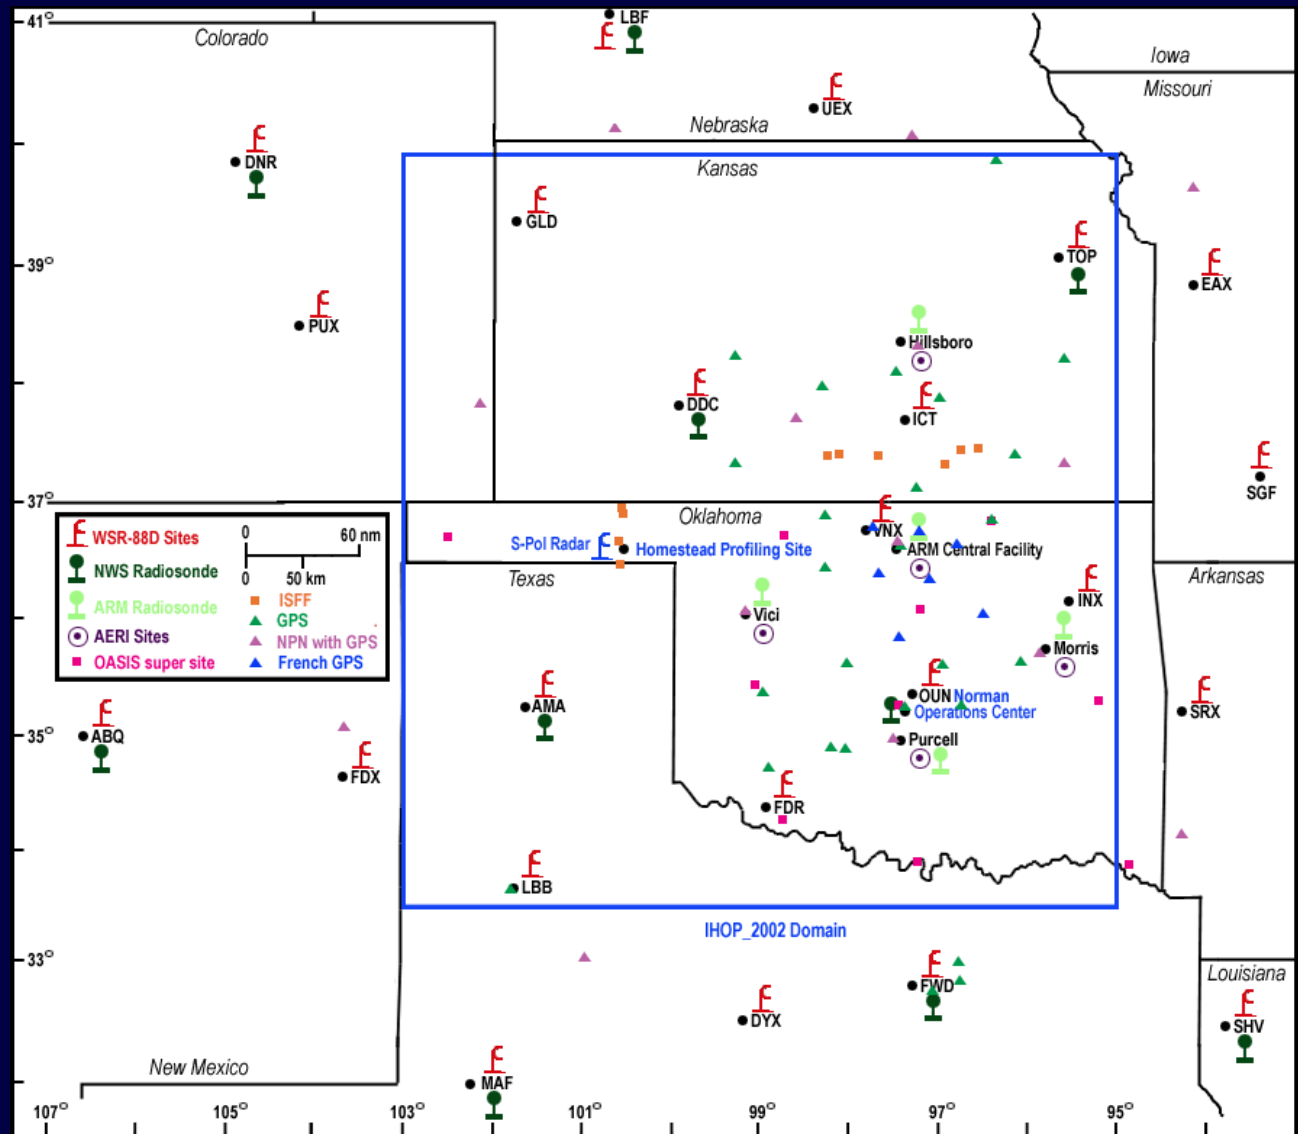 41°
LBF
Colorado
Iowa
Missouri
UEX
Nebraska
DNR
Kansas
GLD
TOP
39°
EAX
PUX
Hillsboro
DDC
ICT
SGF
37°
Oklahoma
VNX
S-Pol Radar
Homestead Profiling Site
ARM Central Facility
Texas
Arkansas
WSR-88D Sites
NWS Radiosonde
ARM Radiosonde
AERI Sites
OASIS super site
0 60 nm
0 50 km
ISFF
GPS
NPN with GPS
French GPS
INX
Vici
Morris
OUN Norman
Operations Center
AMA
SRX
ABQ
35°
Purcell
FDX
FDR
LBB
IHOP_2002 Domain
33°
Louisiana
FWD
DYX
SHV
New Mexico
MAF
107° 105° 103° 101° 99° 97° 95°